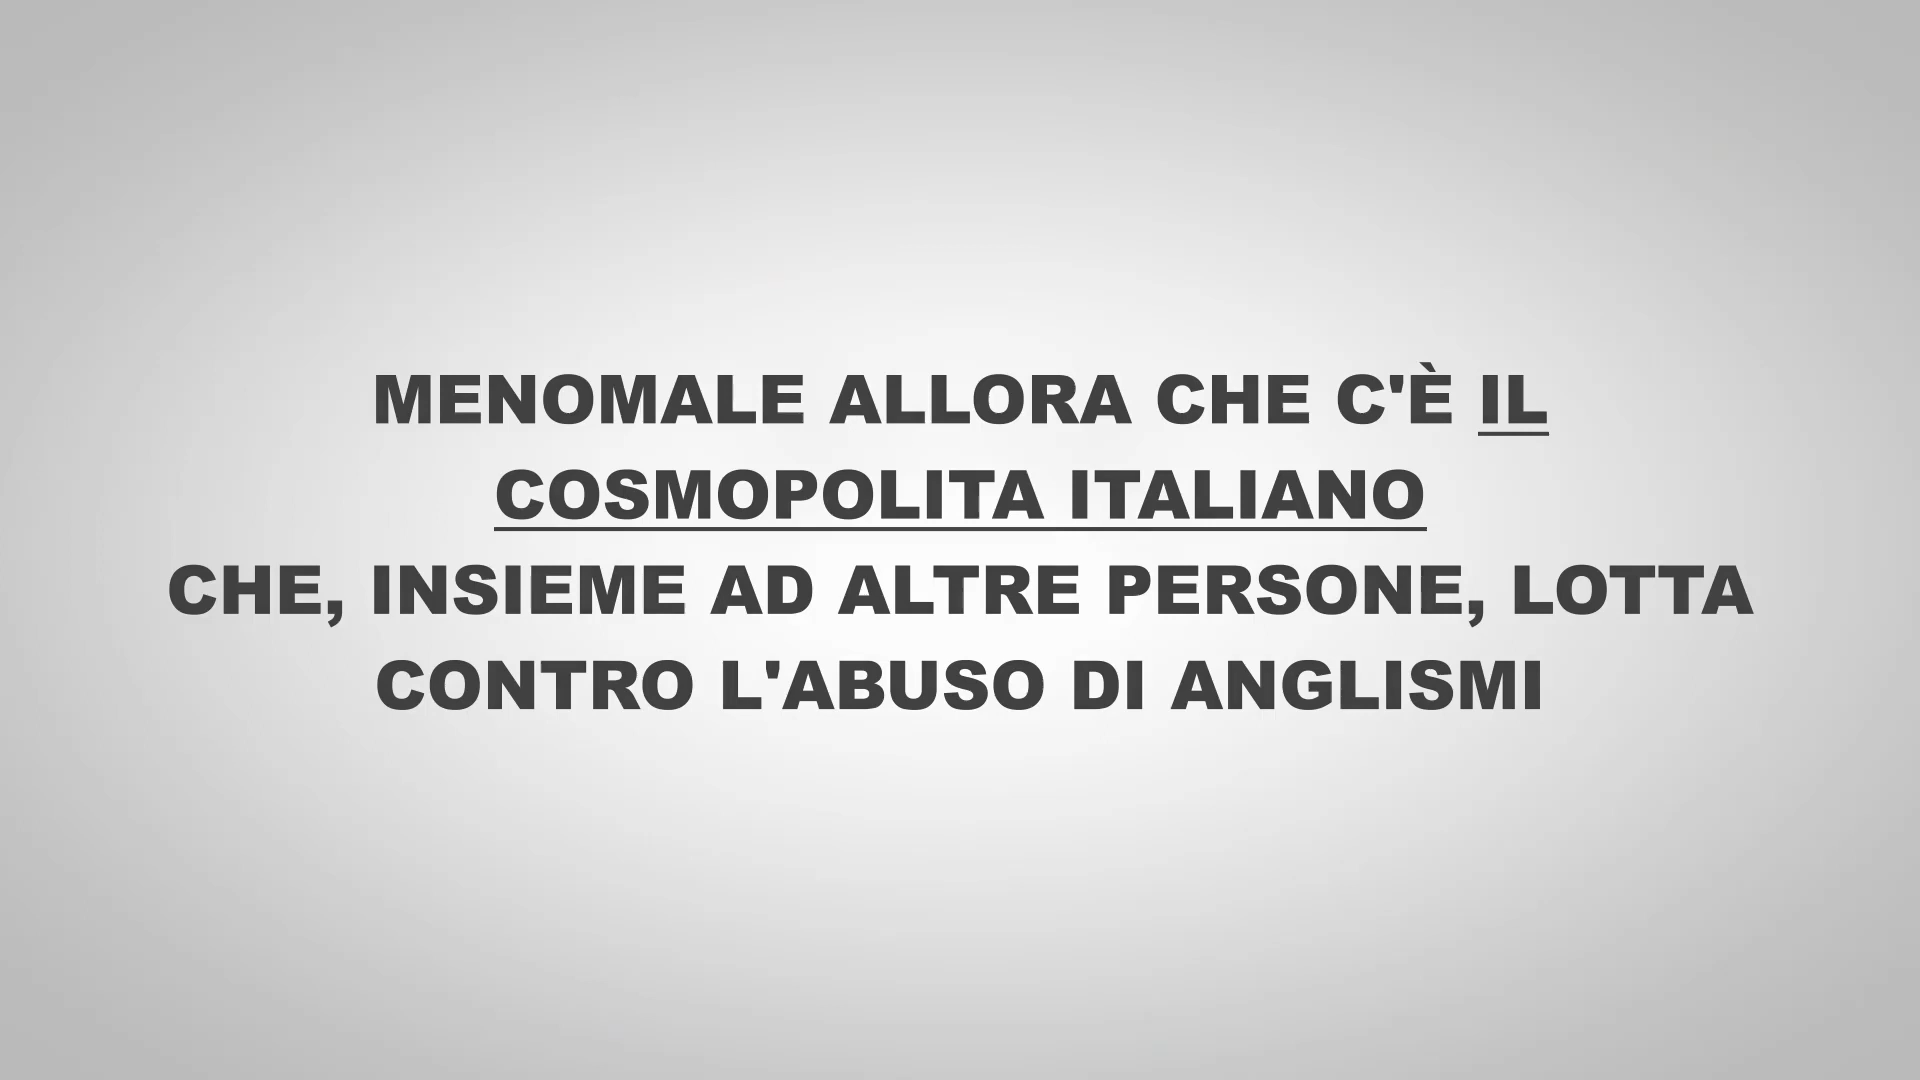 MENOMALE ALLORA CHE C'È IL
COSMOPOLITA ITALIANO
CHE, INSIEME AD ALTRE PERSONE, LOTTA
CONTRO L'ABUSO DI ANGLISMI